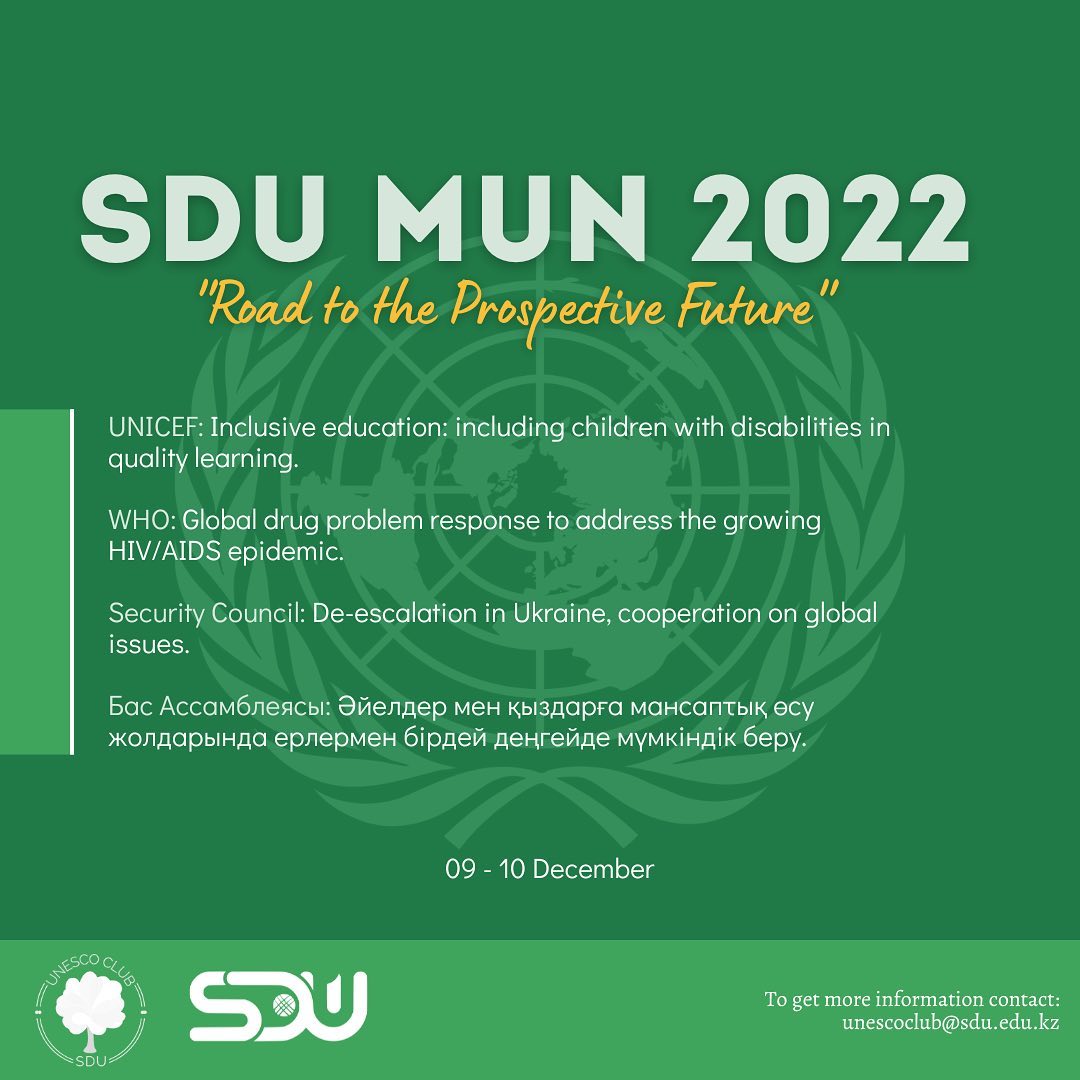 SDU MUN 2022
"Road to the Prospective Future"
UNICEF: Inclusive education: including children with disabilities in
quality learning.
WHO: Global drug problem response to address the growing
HIV/AIDS epidemic.
Security Council: De-escalation in Ukraine, cooperation on global
issues.
Бас Ассамблеясы: Әйелдер мен қыздарға мансаптық өсу
жолдарында ерлермен бірдей деңгейде мүмкіндік беру.
09 - 10 December
UNESCO CLUB
SDU
SDU
To get more information contact:
unescoclub@sdu.edu.kz